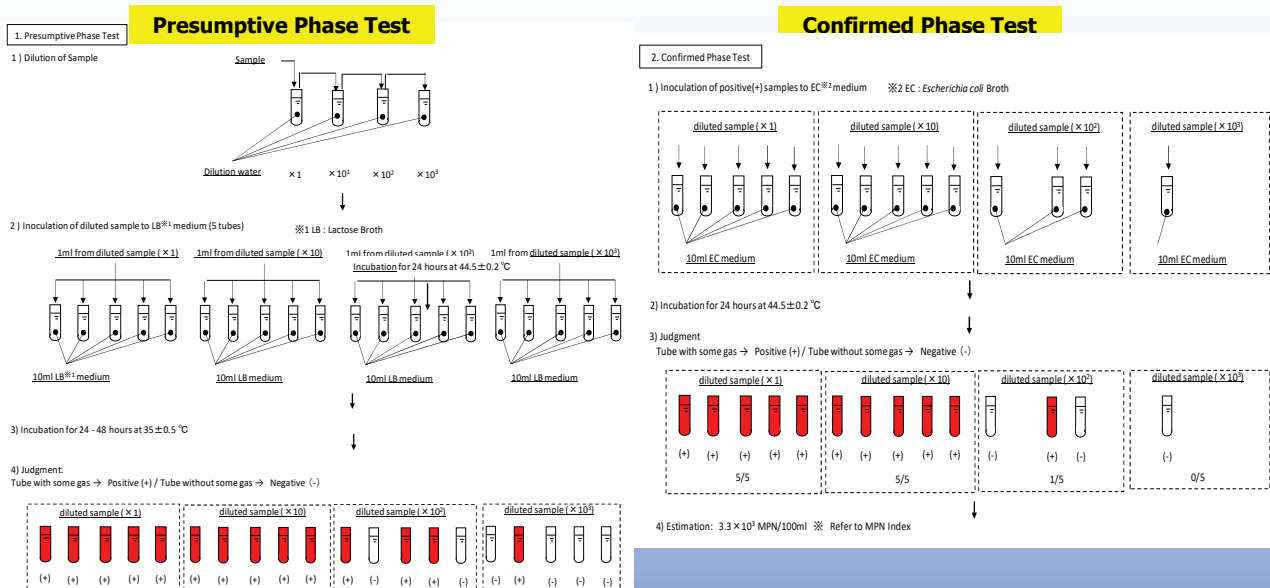 Presumptive Phase Test
1. Presumptive Phase Test
1 ) Dilution of Sample
Sample
Dilution water
×1
×10¹
×10²
×10³
2 ) Inoculation of diluted sample to LB※1 medium (5 tubes)
※1 LB : Lactose Broth
1ml from diluted sample (×1)
1ml from diluted sample (×10)
1ml from diluted sample (×10²)
1ml from diluted sample (×10³)
Incubation for 24 hours at 44.5±0.2 ℃
10ml LB※1 medium
10ml LB medium
10ml LB medium
10ml LB medium
3) Incubation for 24 - 48 hours at 35±0.5 ℃
4) Judgment:
Tube with some gas → Positive (+) / Tube without some gas → Negative (-)
diluted sample (×1)
diluted sample (×10)
diluted sample (×10²)
diluted sample (×10³)
(+) (+) (+) (+) (+)
(+) (+) (+) (+) (+)
(+) (-) (+) (+) (-)
(-) (+) (-) (-) (-)
Confirmed Phase Test
2. Confirmed Phase Test
1 ) Inoculation of positive(+) samples to EC※2 medium
※2 EC : Escherichia coli Broth
diluted sample (×1)
diluted sample (×10)
diluted sample (×10²)
diluted sample (×10³)
10ml EC medium
10ml EC medium
10ml EC medium
10ml EC medium
2) Incubation for 24 hours at 44.5±0.2 ℃
3) Judgment
Tube with some gas → Positive (+) / Tube without some gas → Negative (-)
diluted sample (×1)
diluted sample (×10)
diluted sample (×10²)
diluted sample (×10³)
(+) (+) (+) (+) (+)
(+) (+) (+) (+) (+)
(-) (+) (-)
(-)
5/5
5/5
1/5
0/5
4) Estimation: 3.3×10³ MPN/100ml ※ Refer to MPN Index